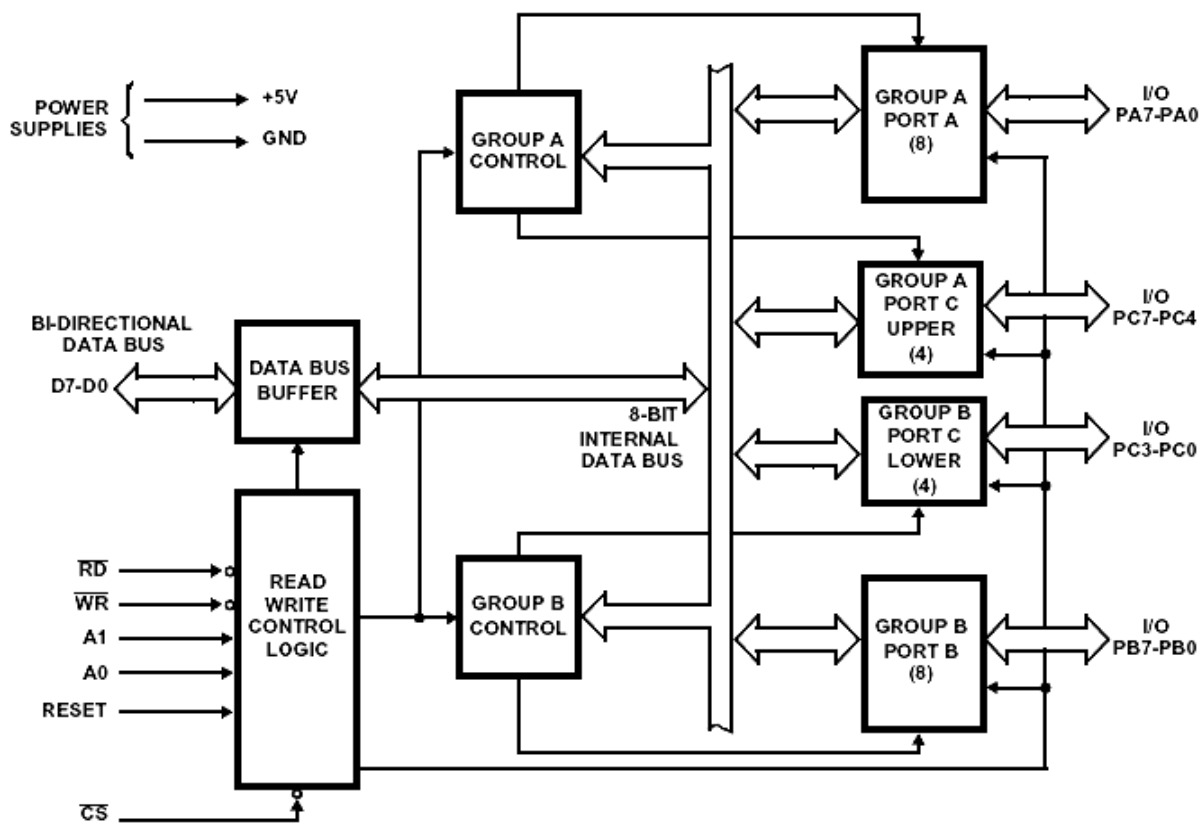 POWER
SUPPLIES
+5V
GND
GROUP A
CONTROL
GROUP A
PORT A
(8)
I/O
PA7-PA0
GROUP A
PORT C
UPPER
(4)
I/O
PC7-PC4
BI-DIRECTIONAL
DATA BUS
D7-D0
DATA BUS
BUFFER
8-BIT
INTERNAL
DATA BUS
GROUP B
PORT C
LOWER
(4)
I/O
PC3-PC0
RD
WR
A1
A0
RESET
CS
READ
WRITE
CONTROL
LOGIC
GROUP B
CONTROL
GROUP B
PORT B
(8)
I/O
PB7-PB0